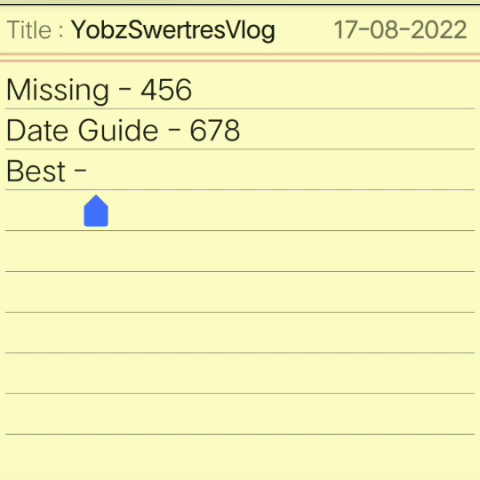 Title : YobzSwertresVlog 17-08-2022
Missing - 456
Date Guide - 678
Best -